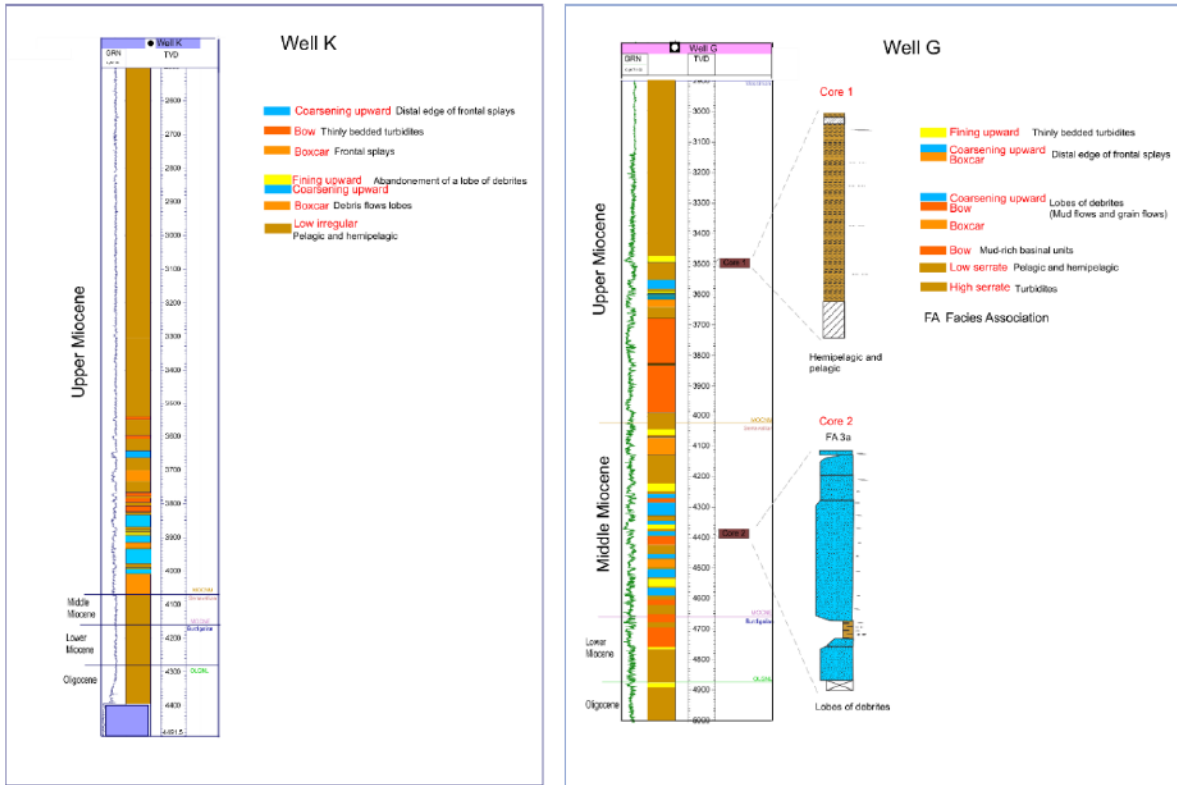 Well K
Well K
GRN
TVD
2600
2700
2800
2900
3000
3100
3200
3300
3400
3500
3600
3700
3800
3900
4000
4100
4200
4300
4400
4491.5
Upper Miocene
Middle
Miocene
Lower
Miocene
Oligocene
Coarsening upward Distal edge of frontal splays
Bow Thinly bedded turbidites
Boxcar Frontal splays
Fining upward Abandonement of a lobe of debrites
Coarsening upward
Boxcar Debris flows lobes
Low irregular
Pelagic and hemipelagic
Well G
Well G
GRN
TVD
2900
3000
3100
3200
3300
3400
3500
3600
3700
3800
3900
4000
4100
4200
4300
4400
4500
4600
4700
4800
4900
Upper Miocene
Middle Miocene
Lower
Miocene
Oligocene
Core 1
Core 2
Core 1
Hemipelagic and
pelagic
Core 2
FA 3a
Lobes of debrites
Fining upward Thinly bedded turbidites
Coarsening upward
Boxcar Distal edge of frontal splays
Coarsening upward
Bow
Lobes of debrites
(Mud flows and grain flows)
Boxcar
Bow Mud-rich basinal units
Low serrate Pelagic and hemipelagic
High serrate Turbidites
FA Facies Association